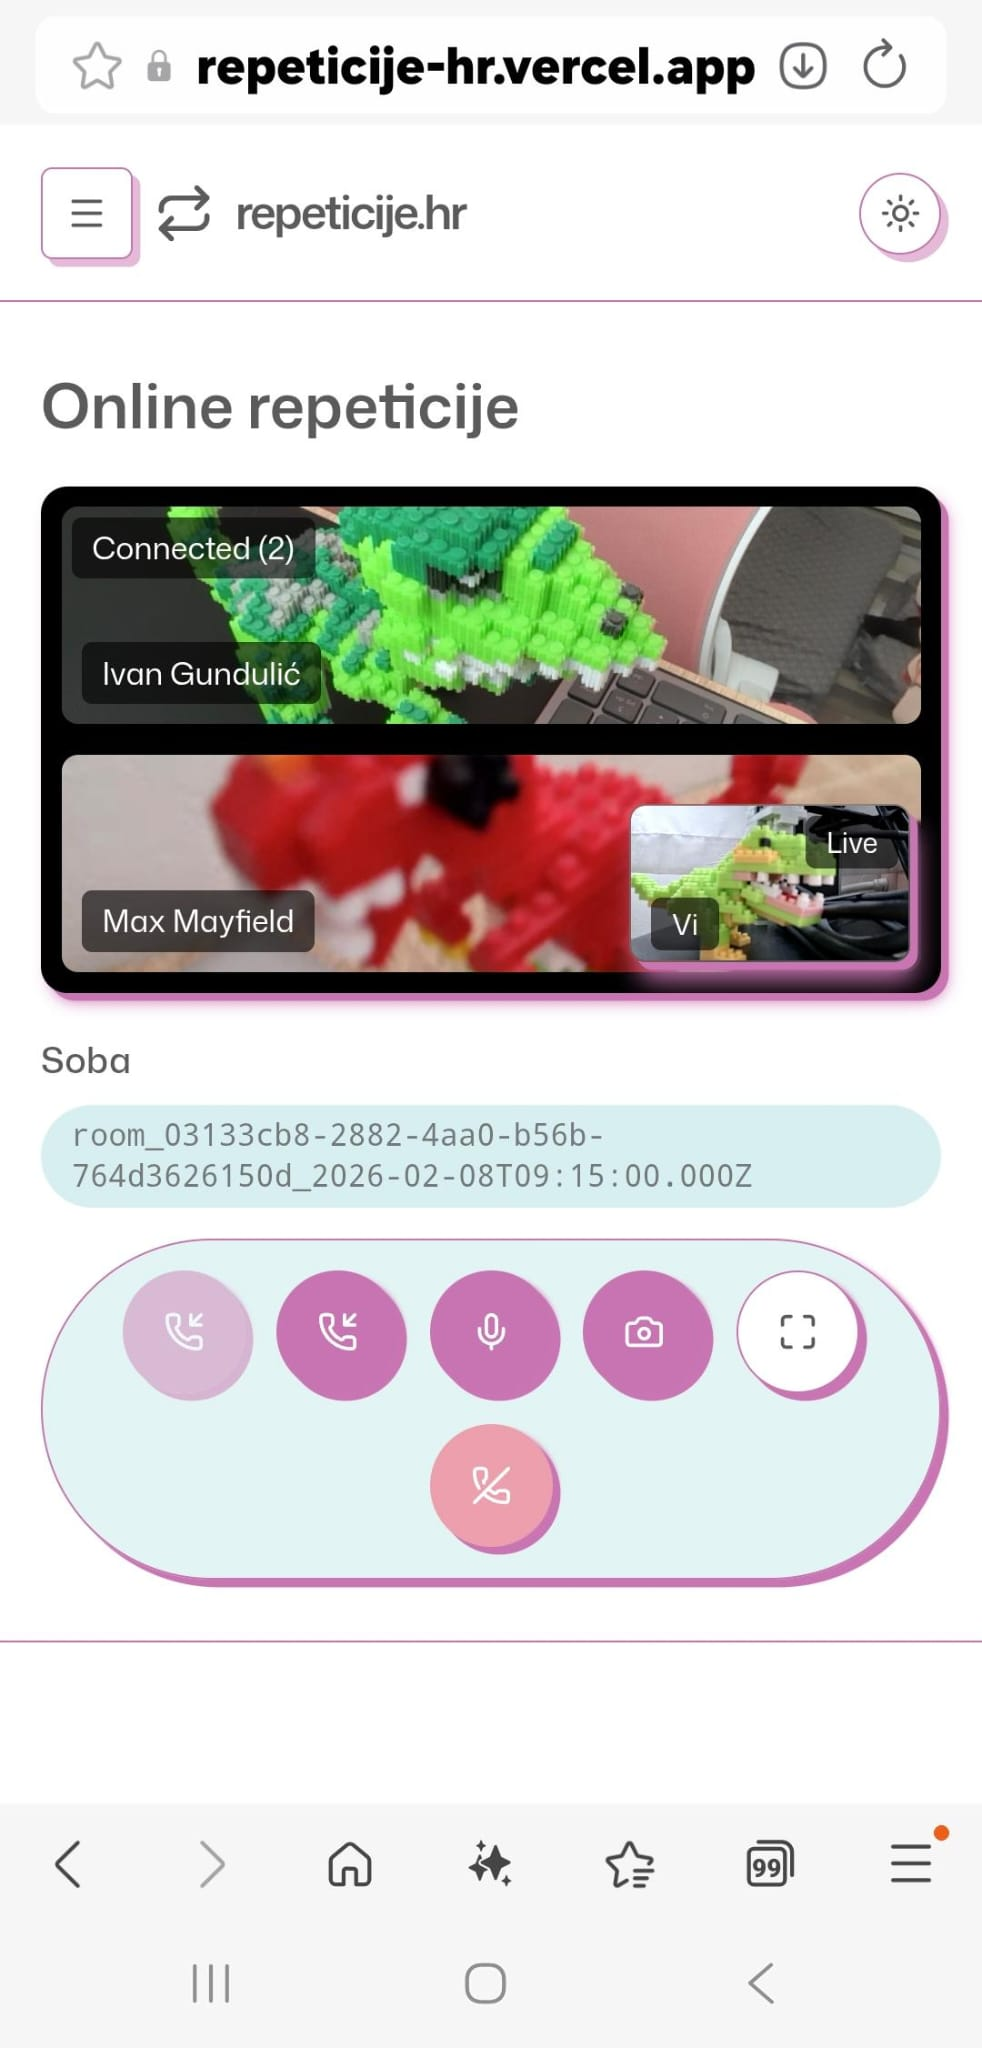 repeticije-hr.vercel.app
repeticije.hr
Online repeticije
Connected (2)
Ivan Gundulić
Live
Max Mayfield
Vi
Soba
room_03133cb8-2882-4aa0-b56b-
764d3626150d_2026-02-08T09:15:00.000Z
99